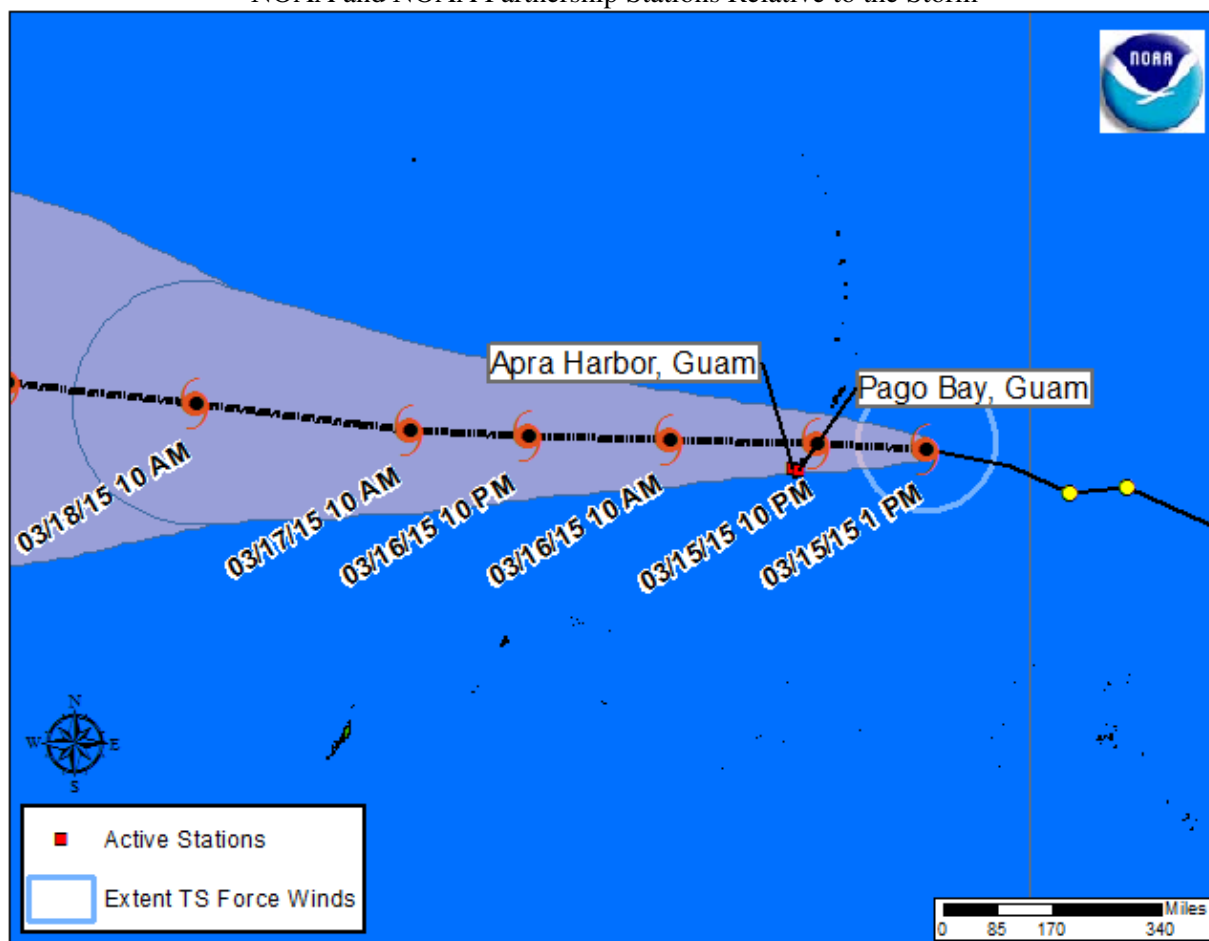 NOAA and NOAA Partnership Stations Relative to the Storm
NOAA
Apra Harbor, Guam
Pago Bay, Guam
03/18/15 10 AM
03/17/15 10 AM
03/16/15 10 PM
03/16/15 10 AM
03/15/15 10 PM
03/15/15 1 PM
N
W E
S
Active Stations
Extent TS Force Winds
Miles
0 85 170 340